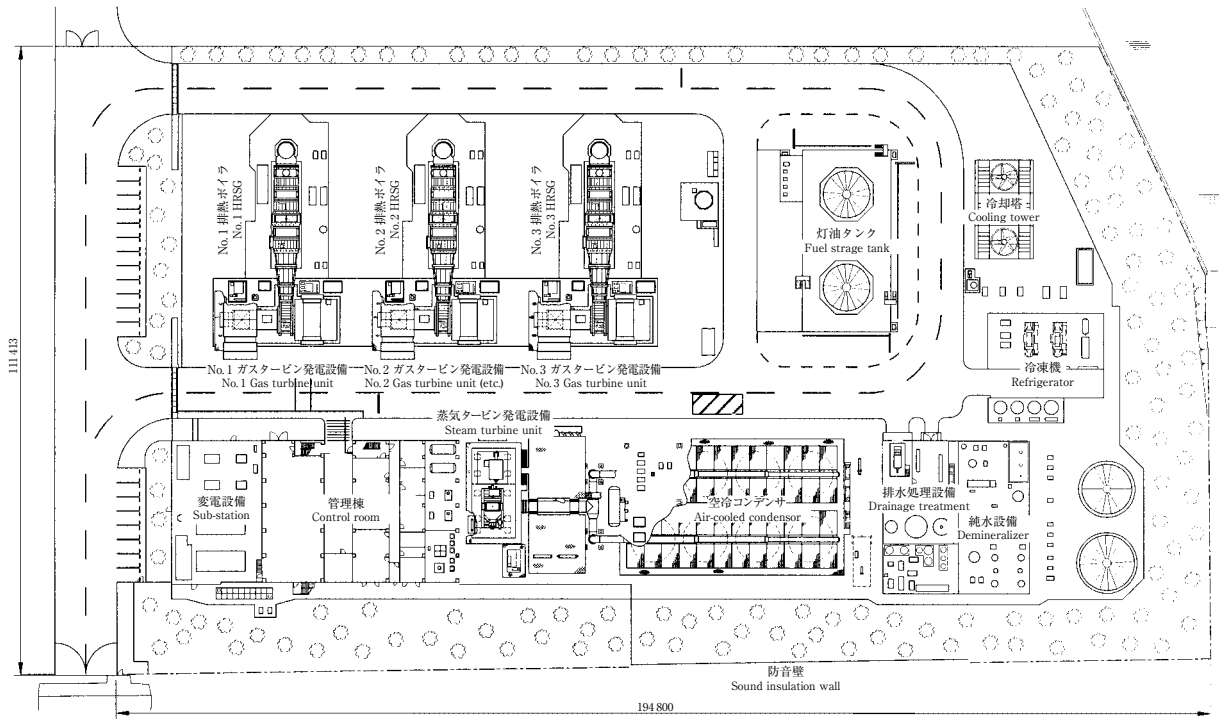 No. 1 排熱ボイラ
No. 1 HRSG
No. 2 排熱ボイラ
No. 2 HRSG
No. 3 排熱ボイラ
No. 3 HRSG
灯油タンク
Fuel strage tank
冷却塔
Cooling tower
冷凍機
Refrigerator
No. 1 ガスタービン発電設備
No. 1 Gas turbine unit
No. 2 ガスタービン発電設備
No. 2 Gas turbine unit (etc.)
No. 3 ガスタービン発電設備
No. 3 Gas turbine unit
蒸気タービン発電設備
Steam turbine unit
変電設備
Sub-station
管理棟
Control room
空冷コンデンサ
Air-cooled condensor
排水処理設備
Drainage treatment
純水設備
Demineralizer
防音壁
Sound insulation wall
111 413
194 800